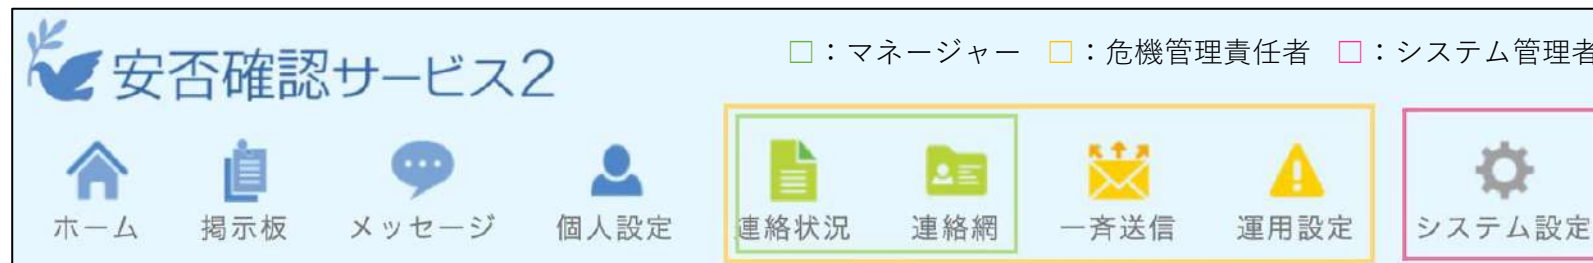 安否確認サービス2
□：マネージャー □：危機管理責任者 □：システム管理者
ホーム 掲示板 メッセージ 個人設定 連絡状況 連絡網 一斉送信 運用設定 システム設定